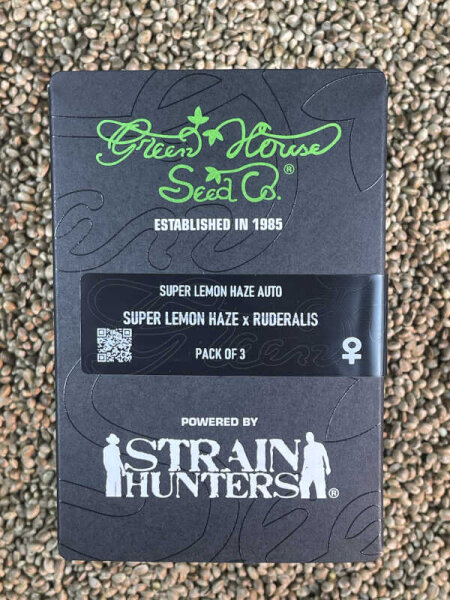 Green House
Seed Co.®
ESTABLISHED IN 1985
SUPER LEMON HAZE AUTO
SUPER LEMON HAZE x RUDERALIS
PACK OF 3
POWERED BY
STRAIN
HUNTERS®